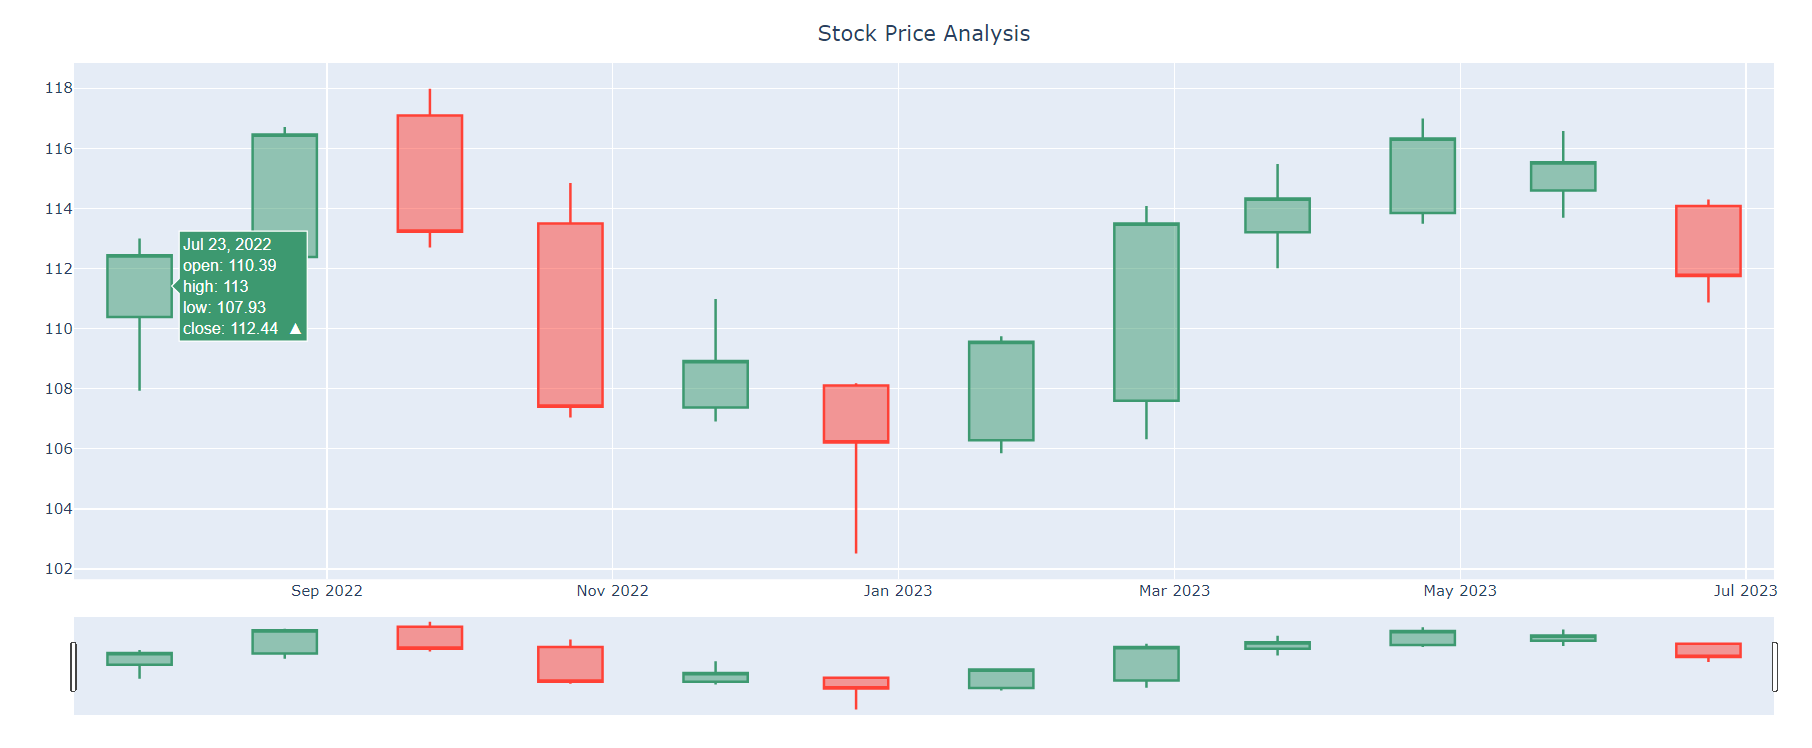 Stock Price Analysis
118
116
114
112
110
108
106
104
102
Jul 23, 2022
open: 110.39
high: 113
low: 107.93
close: 112.44 ▲
Sep 2022
Nov 2022
Jan 2023
Mar 2023
May 2023
Jul 2023